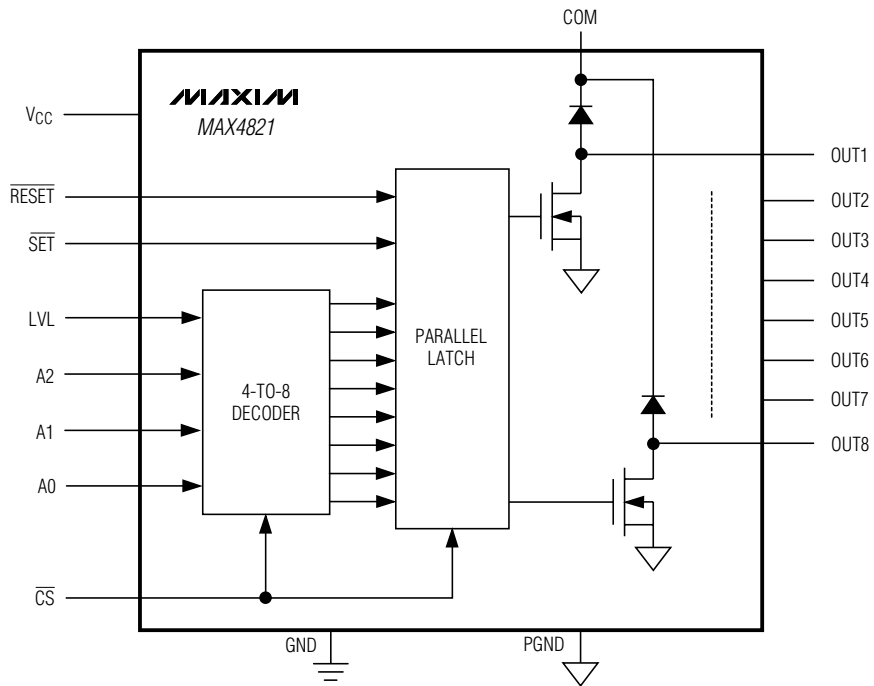 COM
MAXIM
MAX4821
VCC
RESET
SET
LVL
A2
A1
A0
CS
4-TO-8
DECODER
PARALLEL
LATCH
OUT1
OUT2
OUT3
OUT4
OUT5
OUT6
OUT7
OUT8
GND
PGND